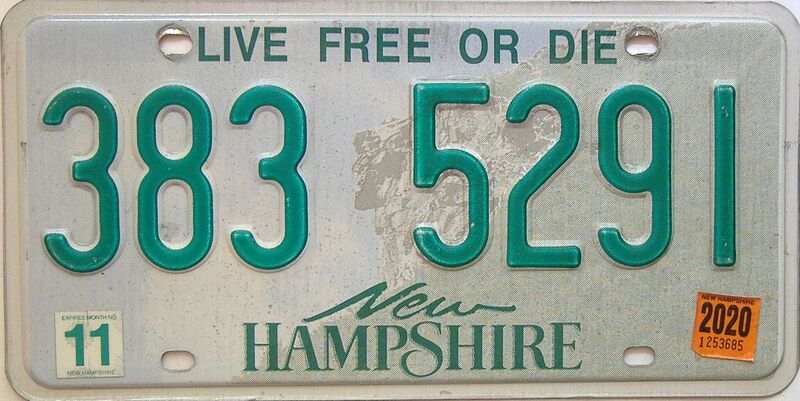 LIVE FREE OR DIE
383 5291
New
HAMPSHIRE
EXPIRES MONTH NO.
11
NEW HAMPSHIRE
NEW HAMPSHIRE
2020
1253685